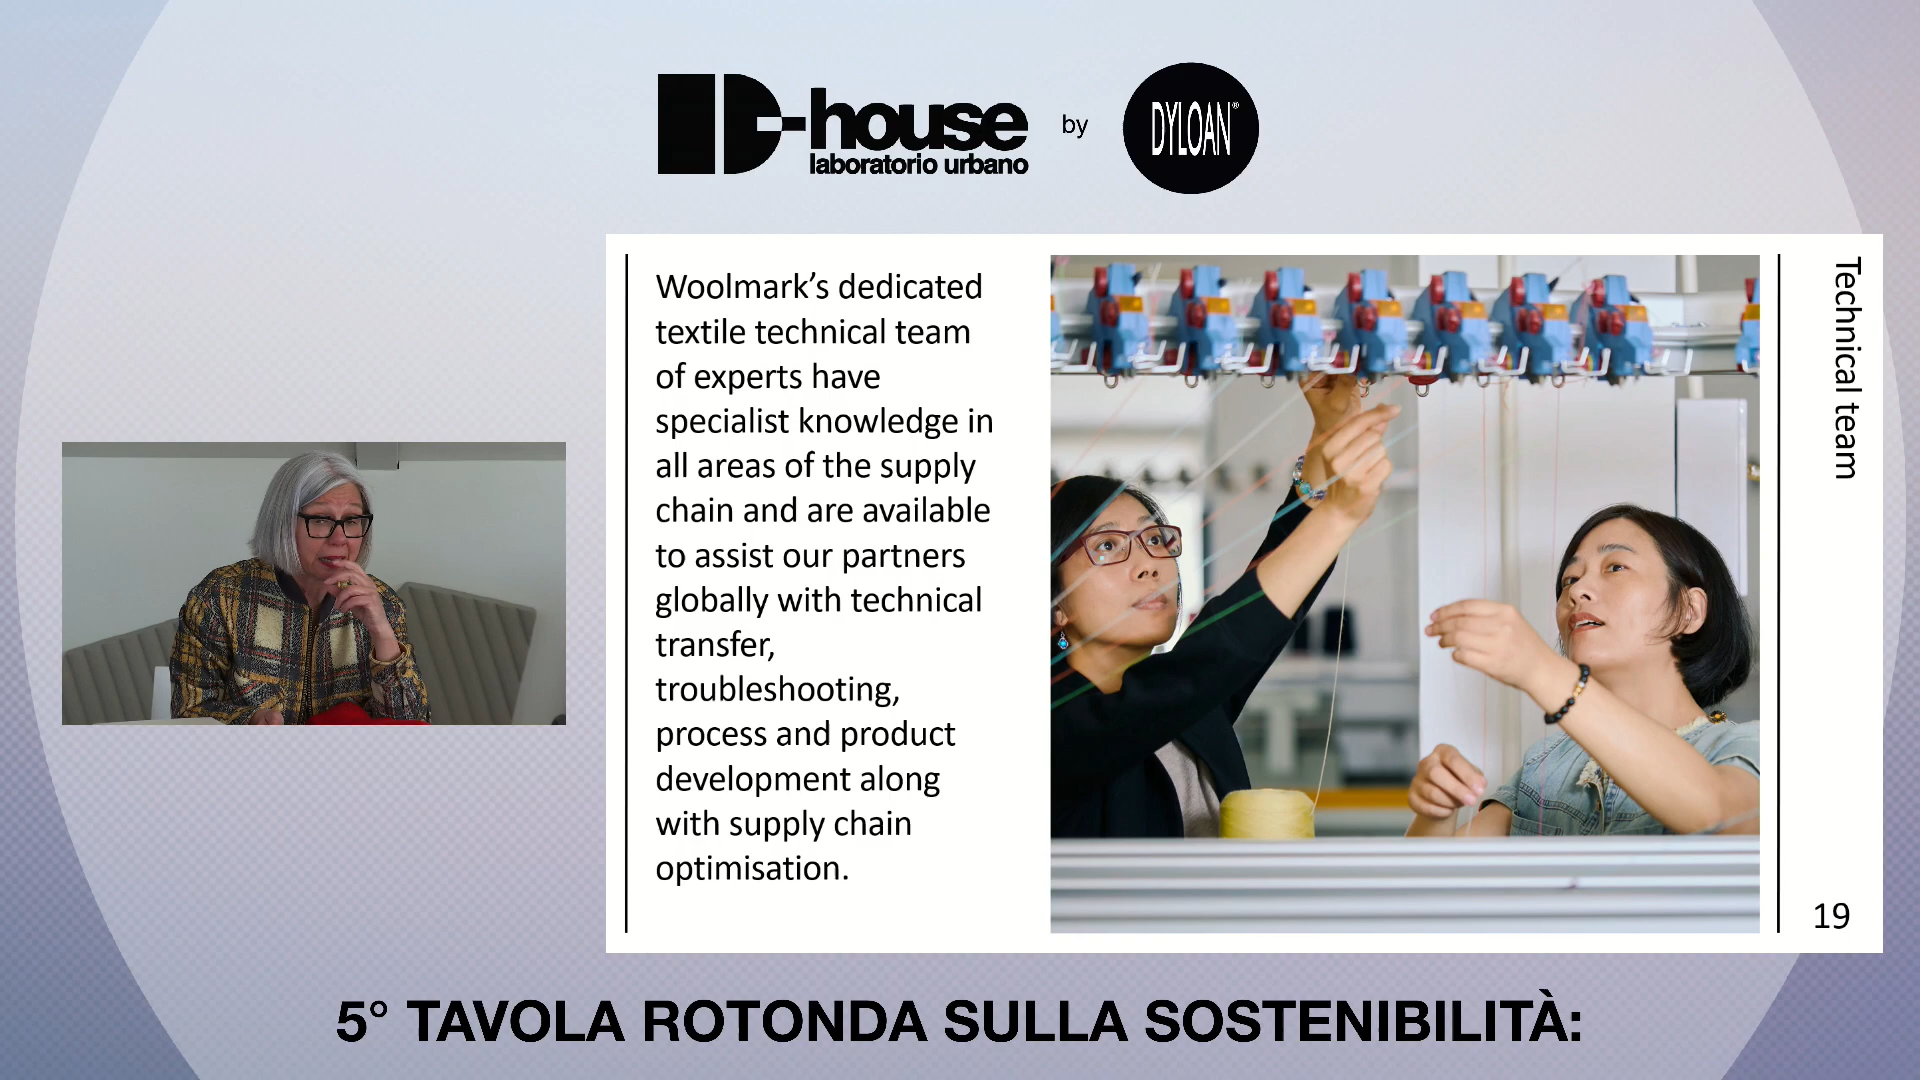 D-house
laboratorio urbano
by
DYLOAN®
Woolmark’s dedicated
textile technical team
of experts have
specialist knowledge in
all areas of the supply
chain and are available
to assist our partners
globally with technical
transfer,
troubleshooting,
process and product
development along
with supply chain
optimisation.
Technical team
19
5° TAVOLA ROTONDA SULLA SOSTENIBILITÀ: